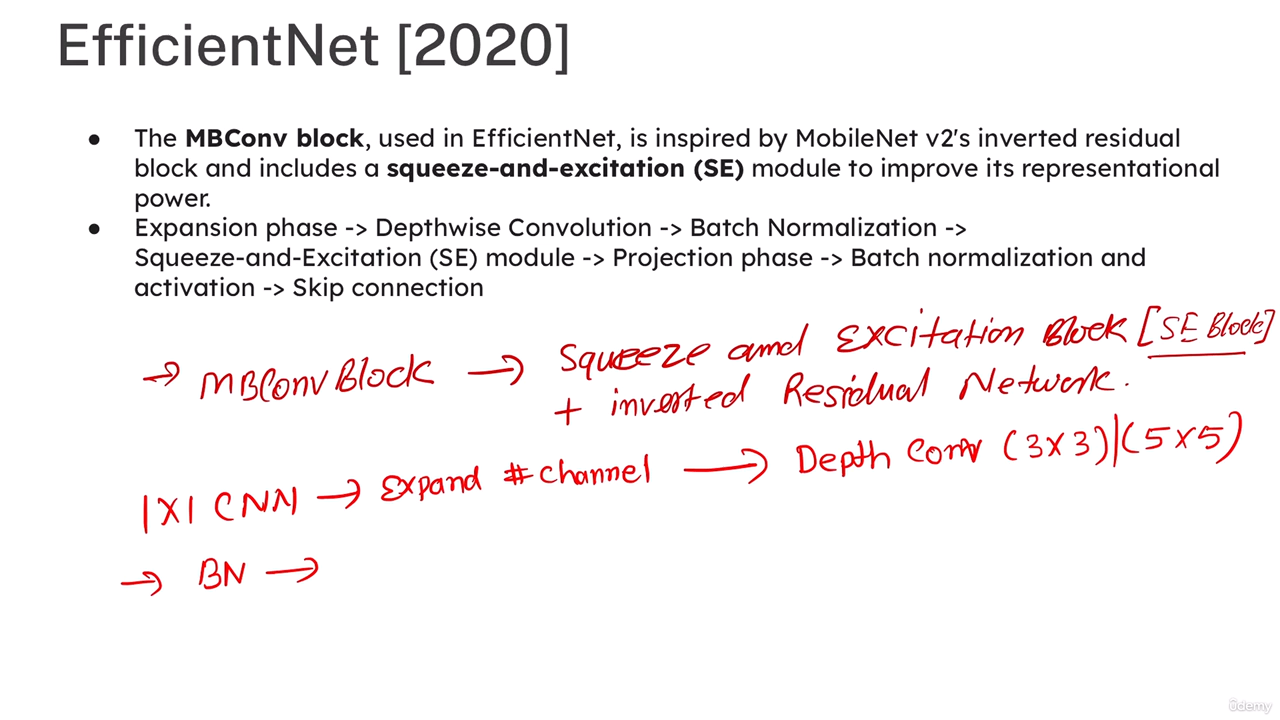 EfficientNet [2020]
● The MBConv block, used in EfficientNet, is inspired by MobileNet v2's inverted residual
block and includes a squeeze-and-excitation (SE) module to improve its representational
power.
● Expansion phase -> Depthwise Convolution -> Batch Normalization ->
Squeeze-and-Excitation (SE) module -> Projection phase -> Batch normalization and
activation -> Skip connection
→ MBConv Block → Squeeze and Excitation Block [SE Block]
+ inverted Residual Network.
1X1 CNN → Expand # channel → Depth Conv (3X3)|(5X5)
→ BN →
ûdemy